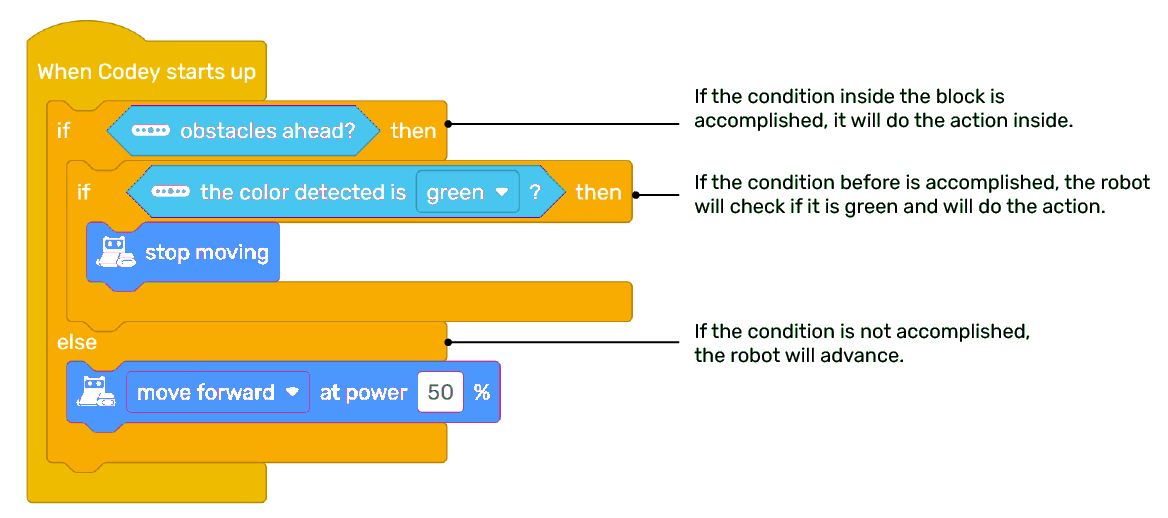 When Codey starts up
if obstacles ahead? then
If the condition inside the block is
accomplished, it will do the action inside.
if the color detected is green ? then
If the condition before is accomplished, the robot
will check if it is green and will do the action.
stop moving
else
If the condition is not accomplished,
the robot will advance.
move forward at power 50 %